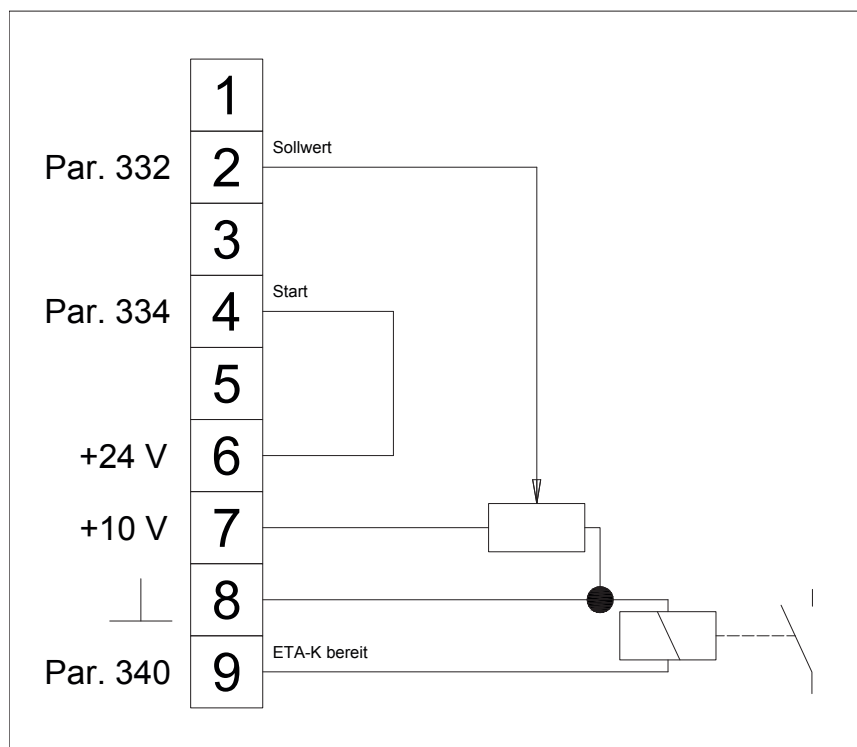 1
Par. 332 2 Sollwert
3
Par. 334 4 Start
5
+24 V 6
+10 V 7
8
Par. 340 9 ETA-K bereit